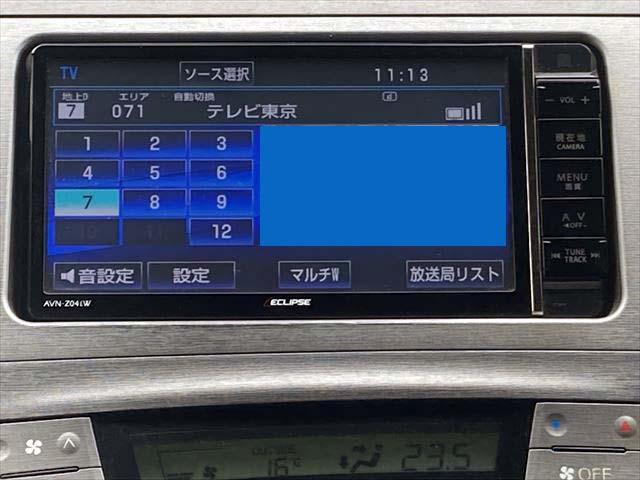 TV ソース選択 11:13
地上D エリア 自動切換
7 071 テレビ東京
1 2 3
4 5 6
7 8 9
10 11 12
音設定 設定 マルチW 放送局リスト
AVN-Z04iW ECLIPSE
− VOL +
現在地
CAMERA
MENU
画質
∧ ∨
◀OFF-
TUNE
TRACK
OUTSIDE
16℃ 23.5
OFF